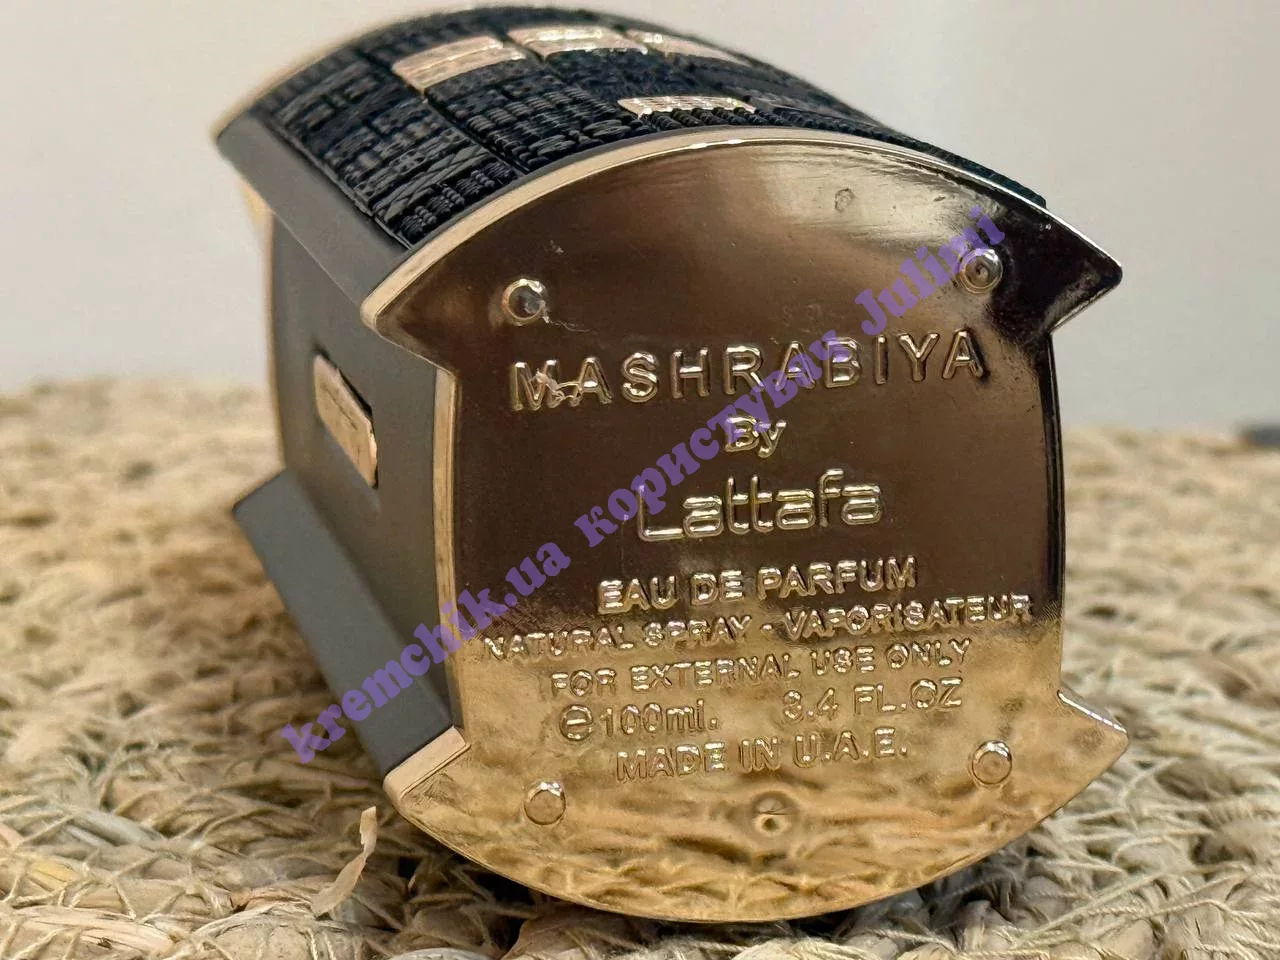 MASHRABIYA
By
Lattafa
EAU DE PARFUM
NATURAL SPRAY - VAPORISATEUR
FOR EXTERNAL USE ONLY
℮100ml. 3.4 FL.OZ
MADE IN U.A.E.
kremchik.ua користувач Julimi